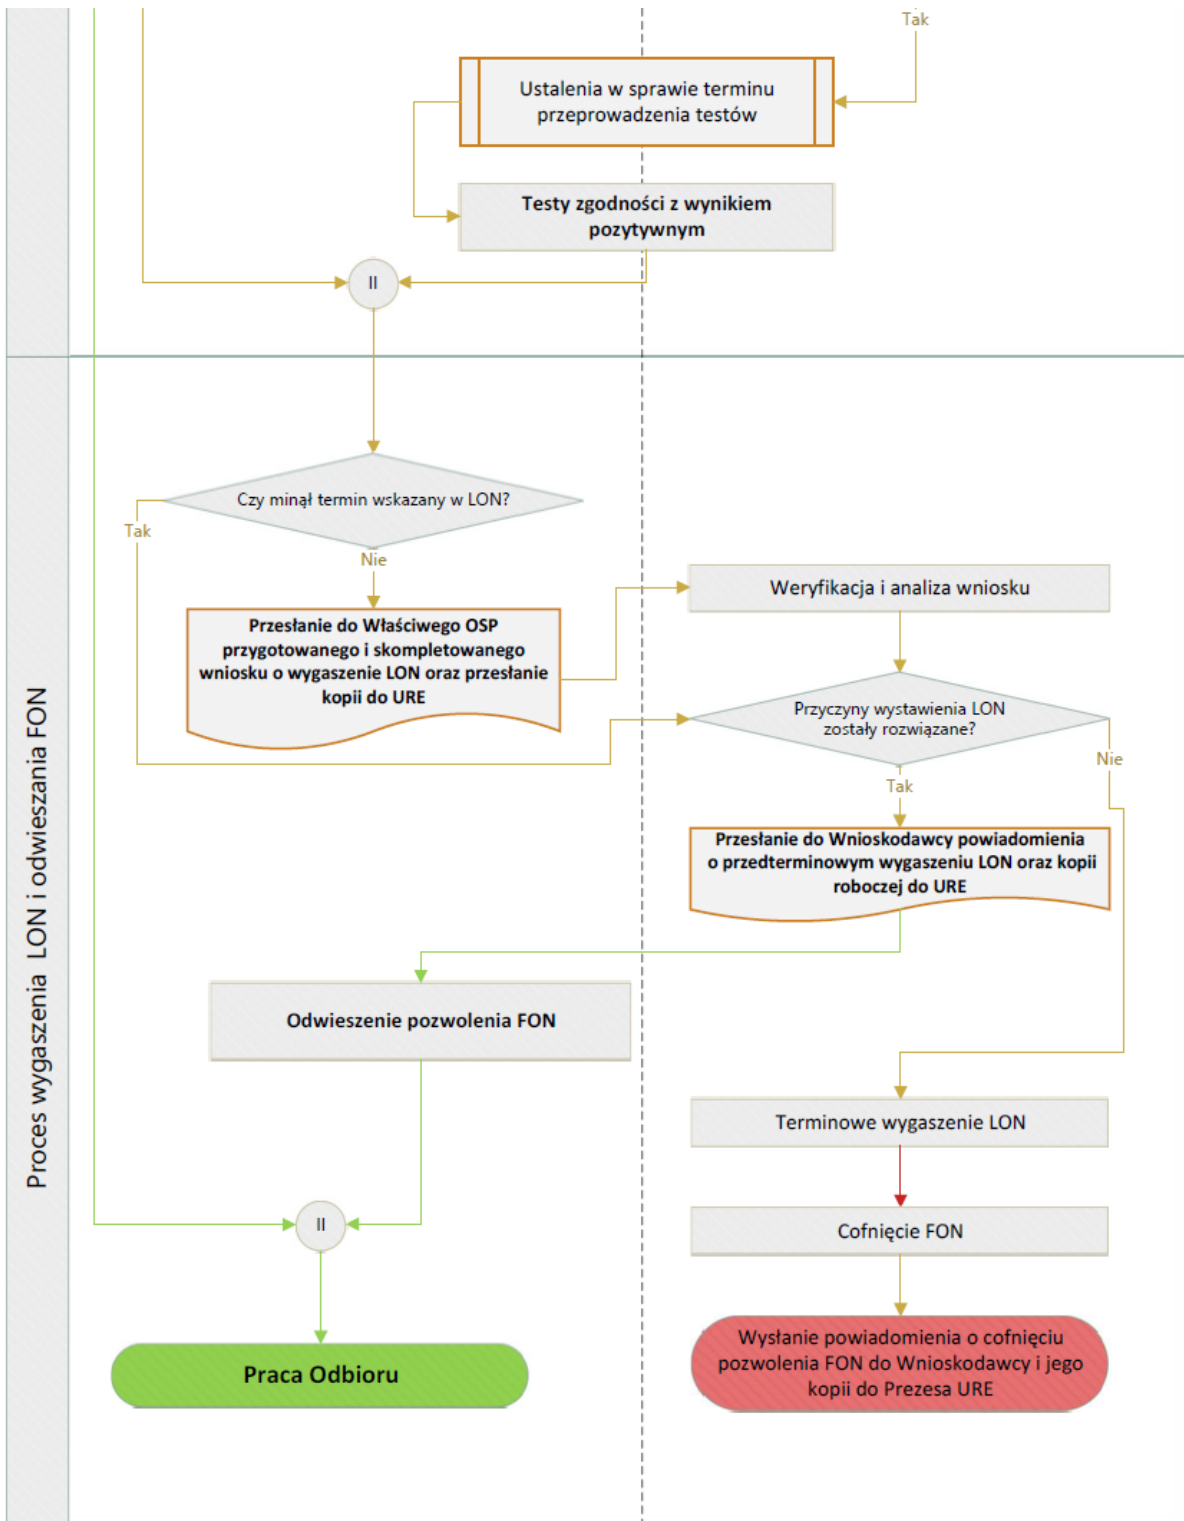 Tak
Ustalenia w sprawie terminu
przeprowadzenia testów
Testy zgodności z wynikiem
pozytywnym
II
Proces wygaszenia LON i odwieszania FON
Czy minął termin wskazany w LON?
Tak
Nie
Weryfikacja i analiza wniosku
Przesłanie do Właściwego OSP
przygotowanego i skompletowanego
wniosku o wygaszenie LON oraz przesłanie
kopii do URE
Przyczyny wystawienia LON
zostały rozwiązane?
Nie
Tak
Przesłanie do Wnioskodawcy powiadomienia
o przedterminowym wygaszeniu LON oraz kopii
roboczej do URE
Odwieszenie pozwolenia FON
Terminowe wygaszenie LON
II
Cofnięcie FON
Praca Odbioru
Wysłanie powiadomienia o cofnięciu
pozwolenia FON do Wnioskodawcy i jego
kopii do Prezesa URE